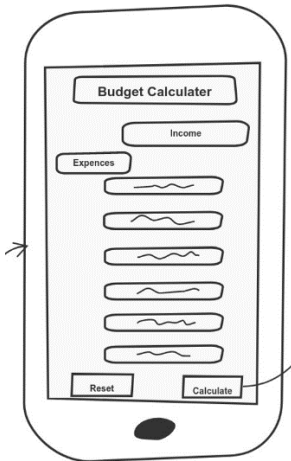 Budget Calculater
Income
Expences
Reset
Calculate